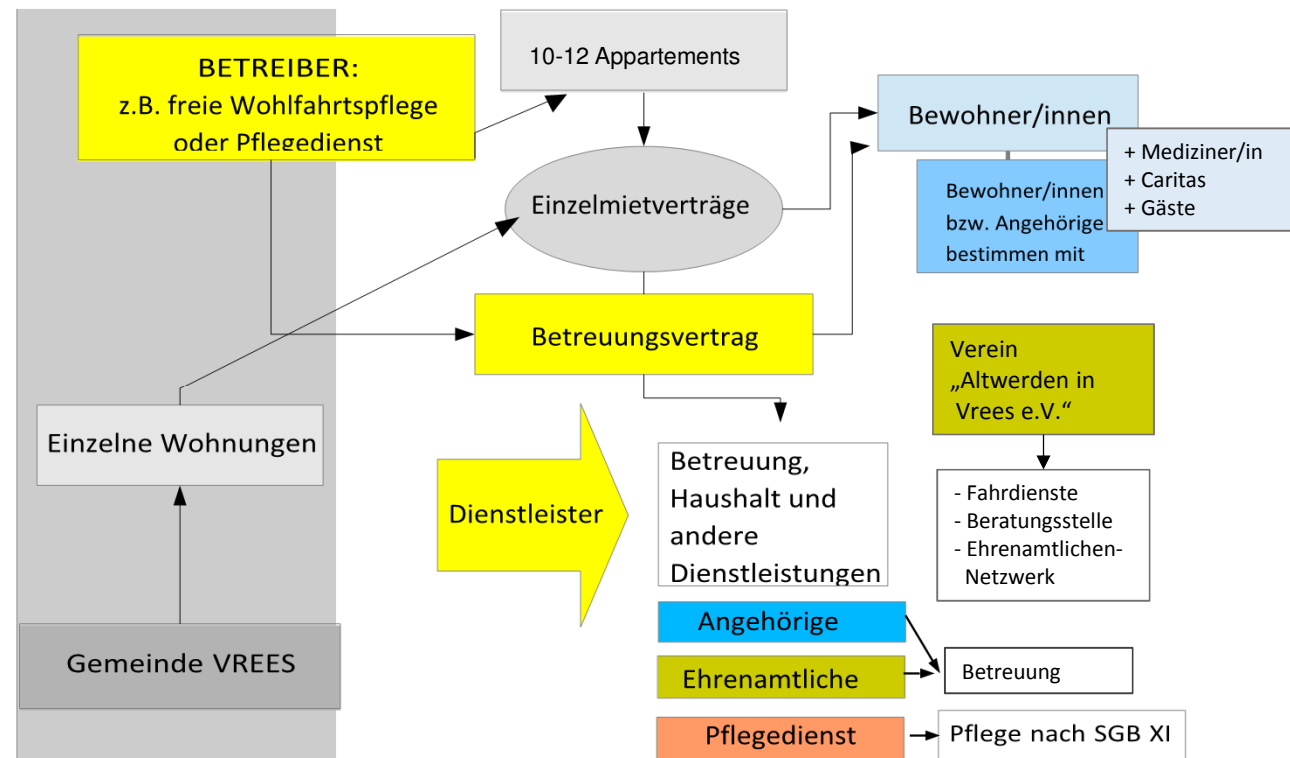 BETREIBER:
z.B. freie Wohlfahrtspflege
oder Pflegedienst
10-12 Appartements
Bewohner/innen
+ Mediziner/in
+ Caritas
+ Gäste
Bewohner/innen
bzw. Angehörige
bestimmen mit
Einzelmietverträge
Betreuungsvertrag
Verein
„Altwerden in
Vrees e.V.“
Einzelne Wohnungen
Dienstleister
Betreuung,
Haushalt und
andere
Dienstleistungen
- Fahrdienste
- Beratungsstelle
- Ehrenamtlichen-
Netzwerk
Gemeinde VREES
Angehörige
Ehrenamtliche
Betreuung
Pflegedienst
Pflege nach SGB XI